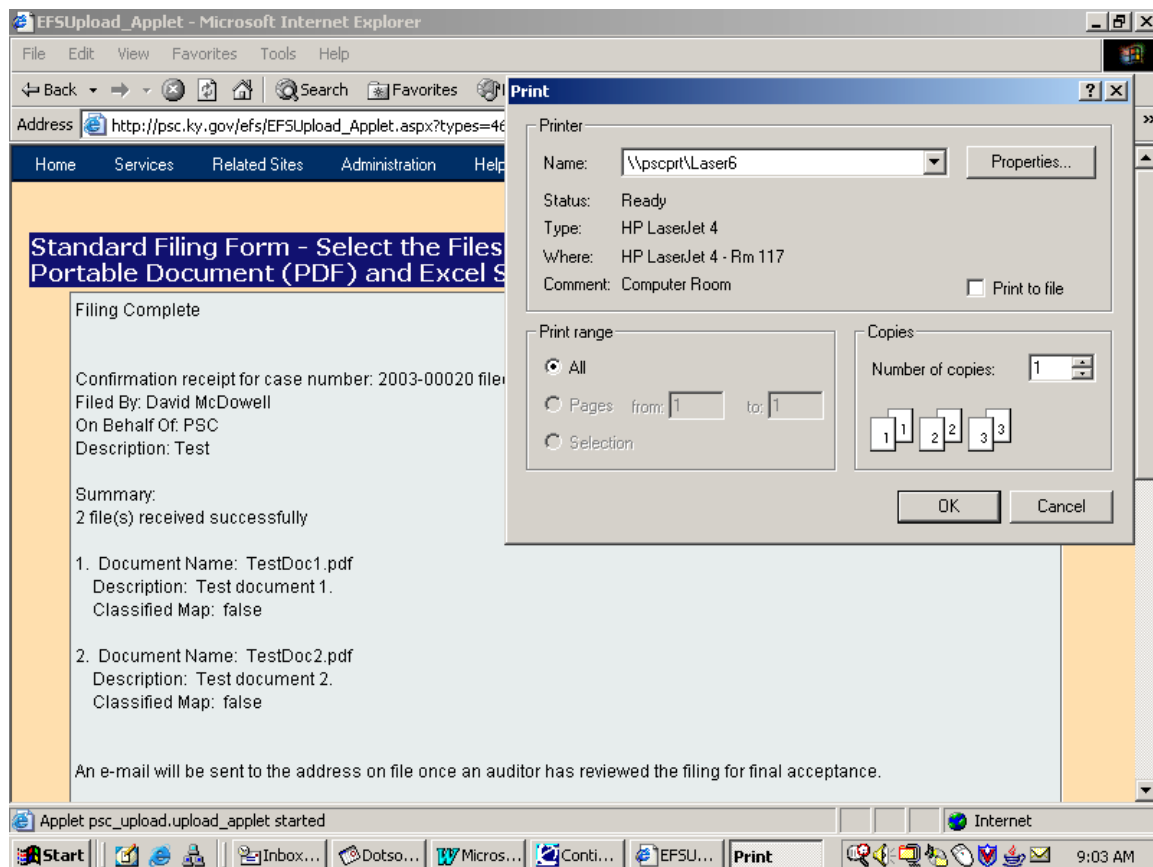 EFSUpload_Applet - Microsoft Internet Explorer
File Edit View Favorites Tools Help
Back Search Favorites
Address http://psc.ky.gov/efs/EFSUpload_Applet.aspx?types=46
Home Services Related Sites Administration Help
Standard Filing Form - Select the Files
Portable Document (PDF) and Excel S
Filing Complete
Confirmation receipt for case number: 2003-00020 filed
Filed By: David McDowell
On Behalf Of: PSC
Description: Test
Summary:
2 file(s) received successfully
1. Document Name: TestDoc1.pdf
Description: Test document 1.
Classified Map: false
2. Document Name: TestDoc2.pdf
Description: Test document 2.
Classified Map: false
An e-mail will be sent to the address on file once an auditor has reviewed the filing for final acceptance.
Print
Printer
Name: \\pscprt\Laser6 Properties...
Status: Ready
Type: HP LaserJet 4
Where: HP LaserJet 4 - Rm 117
Comment: Computer Room Print to file
Print range
All
Pages from: 1 to: 1
Selection
Copies
Number of copies: 1
1 1 2 2 3 3
OK Cancel
Applet psc_upload.upload_applet started Internet
Start Inbox... Dotso... Micros... Conti... EFSU... Print 9:03 AM